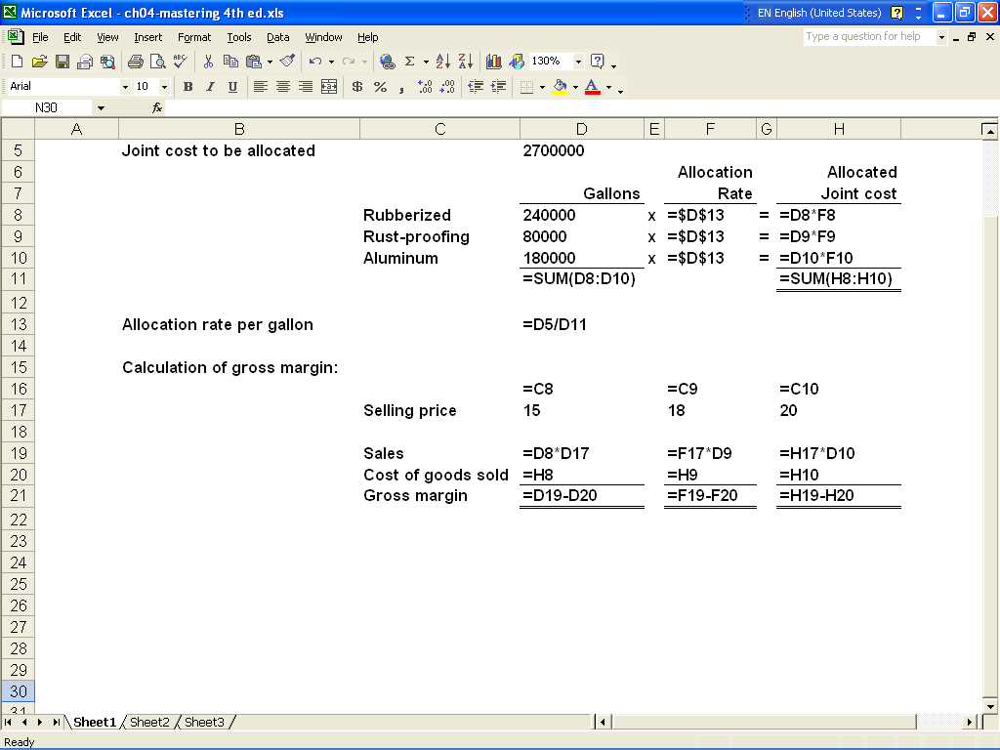 Microsoft Excel - ch04-mastering 4th ed.xls
EN English (United States)
File Edit View Insert Format Tools Data Window Help
Type a question for help
130%
Arial 10 B I U $ % ,
N30 fx
A B C D E F G H
5 Joint cost to be allocated 2700000
6 Allocation Allocated
7 Gallons Rate Joint cost
8 Rubberized 240000 x =$D$13 = =D8*F8
9 Rust-proofing 80000 x =$D$13 = =D9*F9
10 Aluminum 180000 x =$D$13 = =D10*F10
11 =SUM(D8:D10) =SUM(H8:H10)
12
13 Allocation rate per gallon =D5/D11
14
15 Calculation of gross margin:
16 =C8 =C9 =C10
17 Selling price 15 18 20
18
19 Sales =D8*D17 =F17*D9 =H17*D10
20 Cost of goods sold =H8 =H9 =H10
21 Gross margin =D19-D20 =F19-F20 =H19-H20
22
23
24
25
26
27
28
29
30
31
Sheet1 Sheet2 Sheet3
Ready